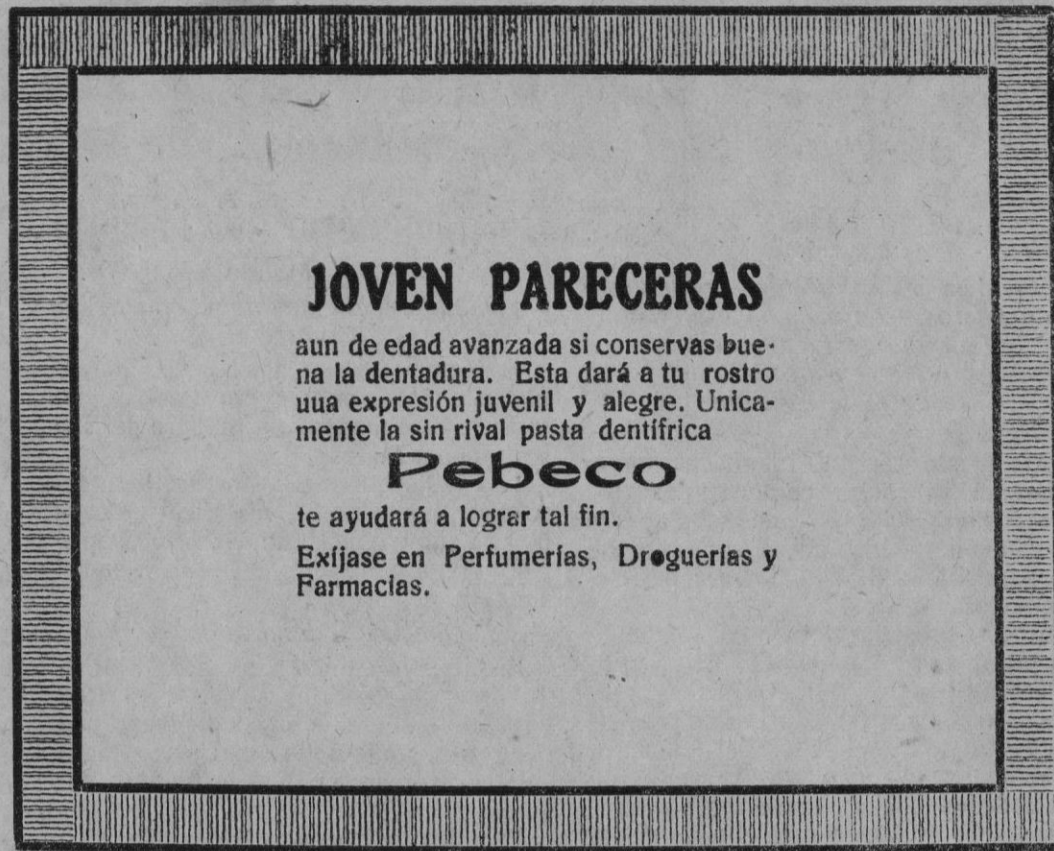 JOVEN PARECERAS
aun de edad avanzada si conservas bue-
na la dentadura. Esta dará a tu rostro
uua expresión juvenil y alegre. Unica-
mente la sin rival pasta dentífrica
Pebeco
te ayudará a lograr tal fin.
Exíjase en Perfumerías, Droguerías y
Farmacias.